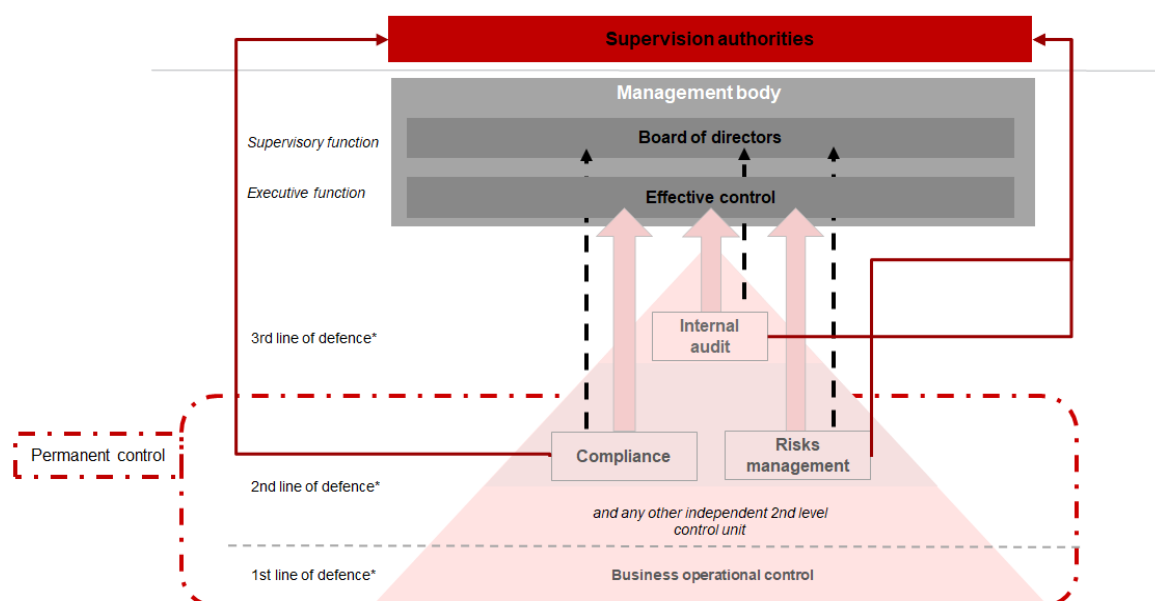 Supervision authorities
Management body
Supervisory function
Board of directors
Executive function
Effective control
3rd line of defence*
Internal
audit
Permanent control
Compliance
Risks
management
2nd line of defence*
and any other independent 2nd level
control unit
1st line of defence*
Business operational control